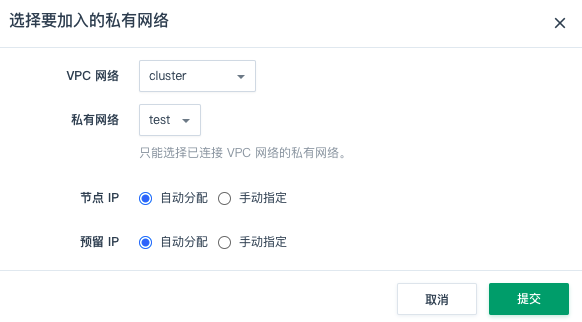 选择要加入的私有网络
VPC 网络
cluster
私有网络
test
只能选择已连接 VPC 网络的私有网络。
节点 IP
自动分配
手动指定
预留 IP
自动分配
手动指定
取消
提交